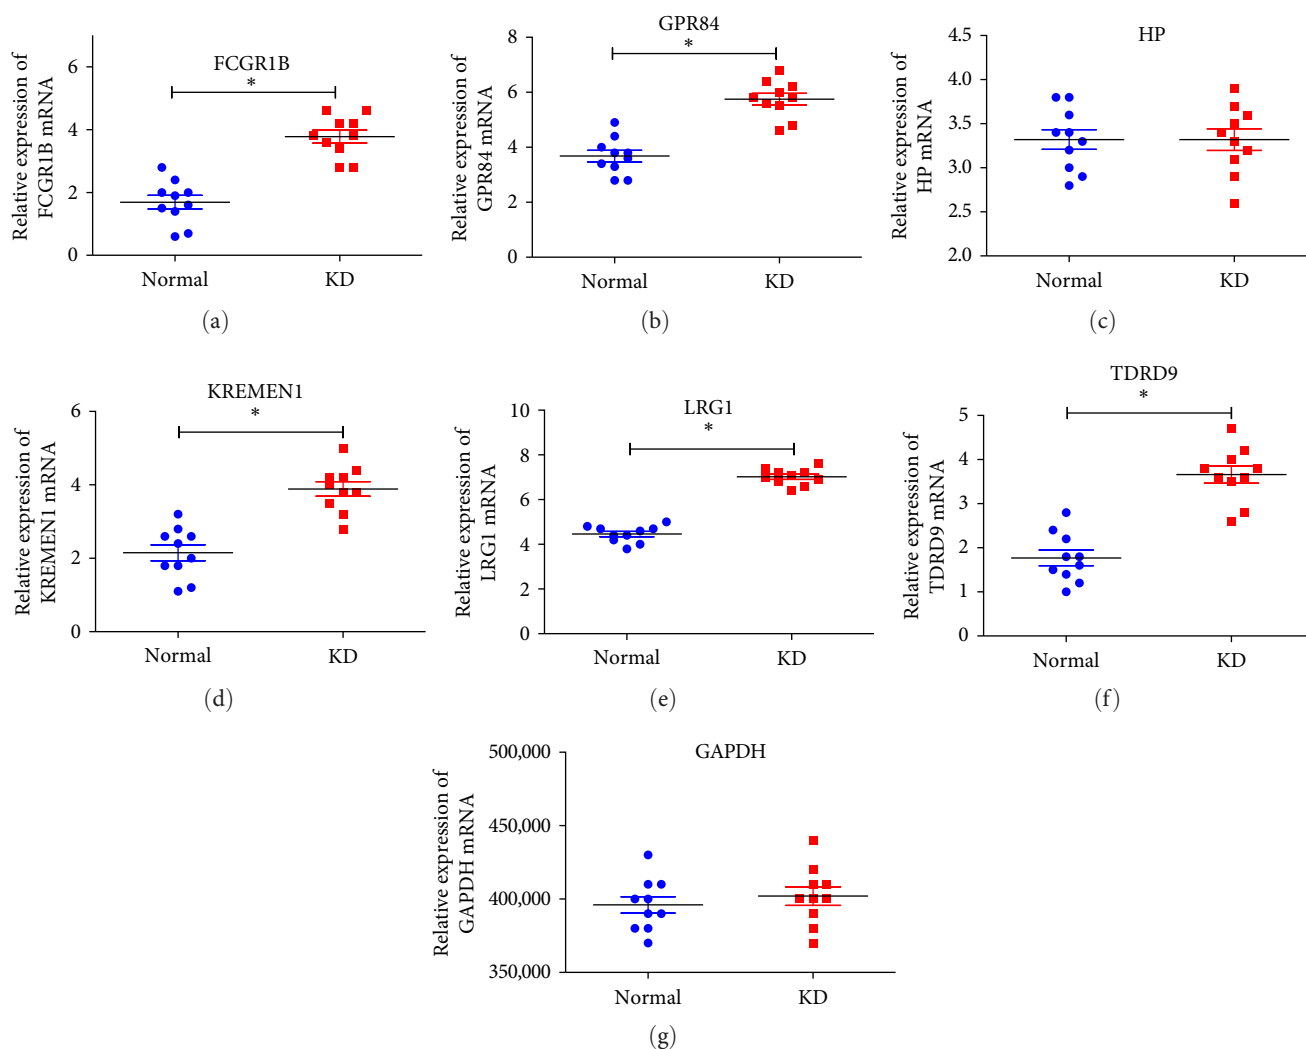 FCGR1B
*
Relative expression of
FCGR1B mRNA
6
4
2
0
Normal
KD
(a)
GPR84
*
Relative expression of
GPR84 mRNA
8
6
4
2
0
Normal
KD
(b)
HP
Relative expression of
HP mRNA
4.5
4.0
3.5
3.0
2.5
2.0
Normal
KD
(c)
KREMEN1
*
Relative expression of
KREMEN1 mRNA
6
4
2
0
Normal
KD
(d)
LRG1
*
Relative expression of
LRG1 mRNA
10
8
6
4
2
0
Normal
KD
(e)
TDRD9
*
Relative expression of
TDRD9 mRNA
5
4
3
2
1
0
Normal
KD
(f)
GAPDH
Relative expression of
GAPDH mRNA
500,000
450,000
400,000
350,000
Normal
KD
(g)